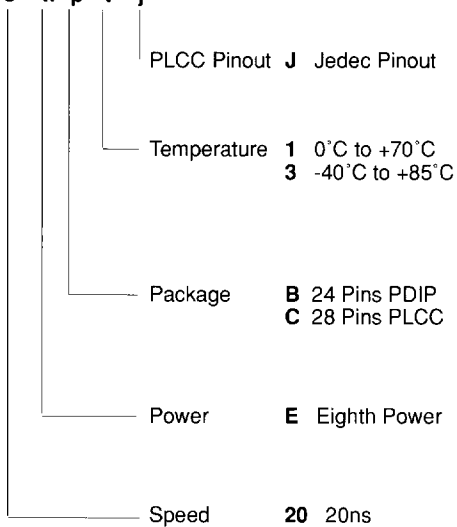 PLCC Pinout J Jedec Pinout
Temperature 1 0°C to +70°C
3 -40°C to +85°C
Package B 24 Pins PDIP
C 28 Pins PLCC
Power E Eighth Power
Speed 20 20ns